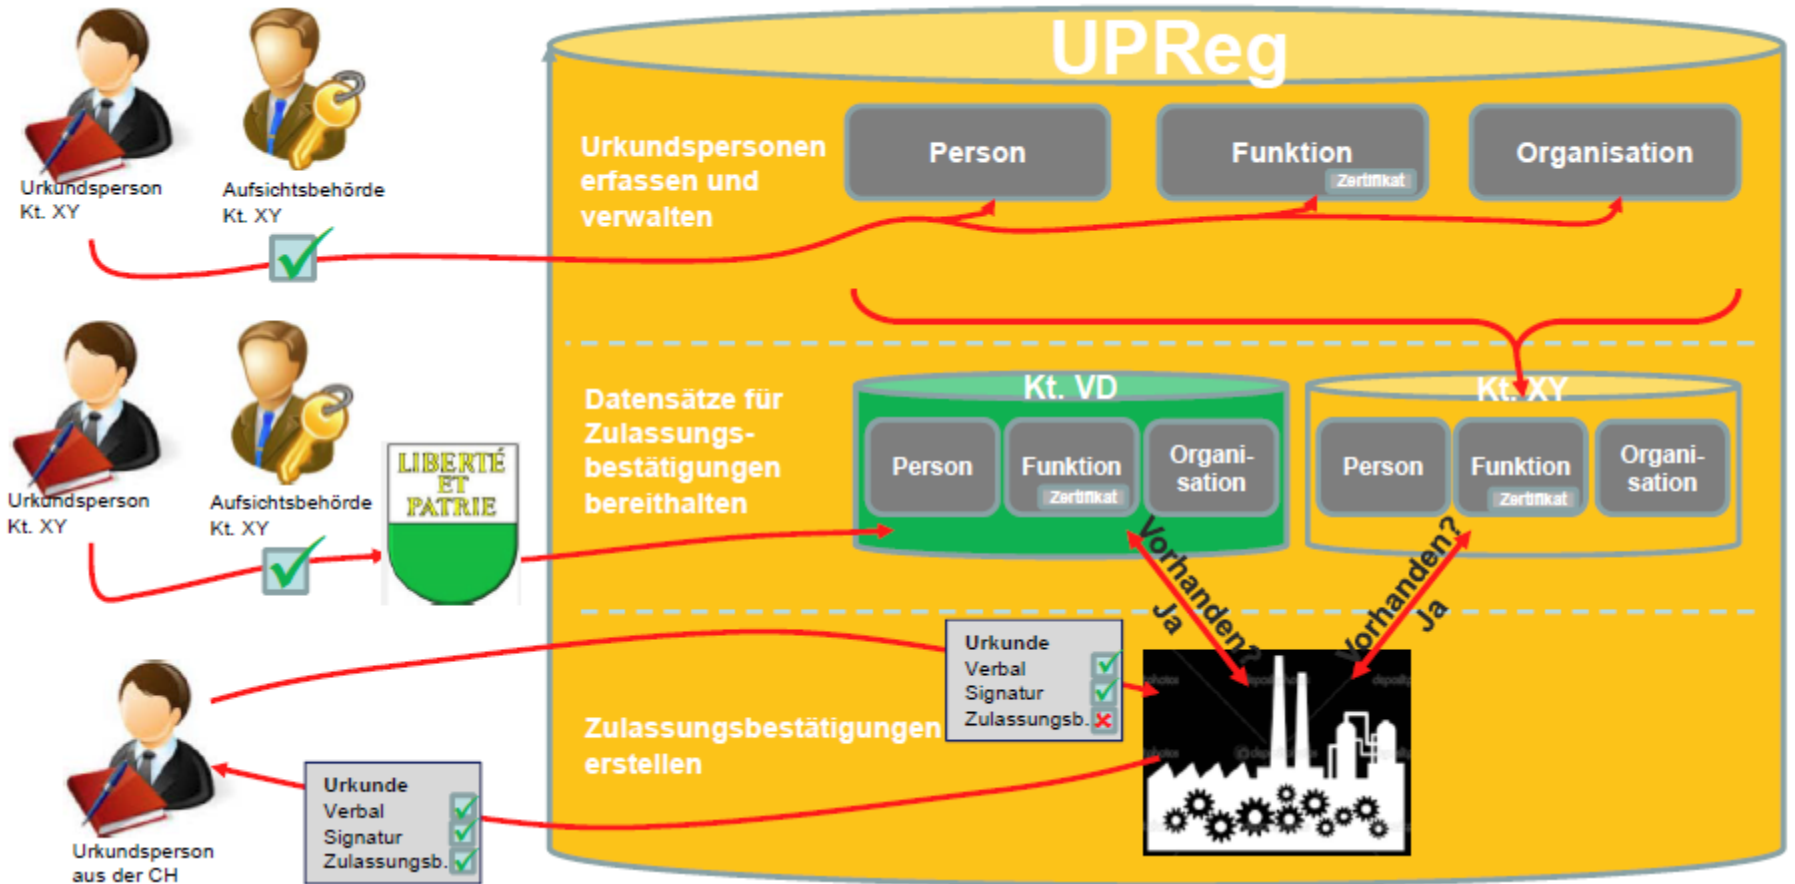 UPReg
Urkundsperson
Kt. XY
Aufsichtsbehörde
Kt. XY
Urkundspersonen
erfassen und
verwalten
Person
Funktion
Zertifikat
Organisation
Urkundsperson
Kt. XY
Aufsichtsbehörde
Kt. XY
LIBERTÉ
ET
PATRIE
Datensätze für
Zulassungs-
bestätigungen
bereithalten
Kt. VD
Person
Funktion
Zertifikat
Organi-
sation
Kt. XY
Person
Funktion
Zertifikat
Organi-
sation
Vorhanden?
Ja
Vorhanden?
Ja
Urkunde
Verbal
Signatur
Zulassungsb.
Zulassungsbestätigungen
erstellen
Urkunde
Verbal
Signatur
Zulassungsb.
Urkundsperson
aus der CH